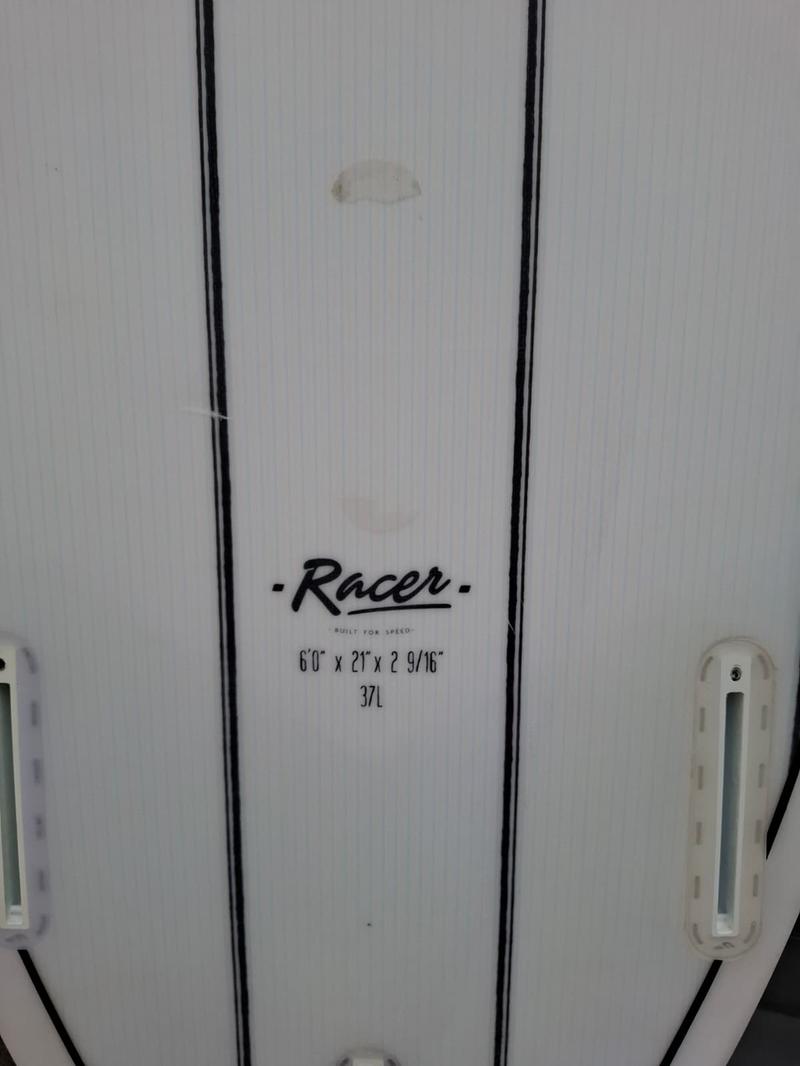 -Racer-
-BUILT FOR SPEED-
6'0" x 21" x 2 9/16"
37L